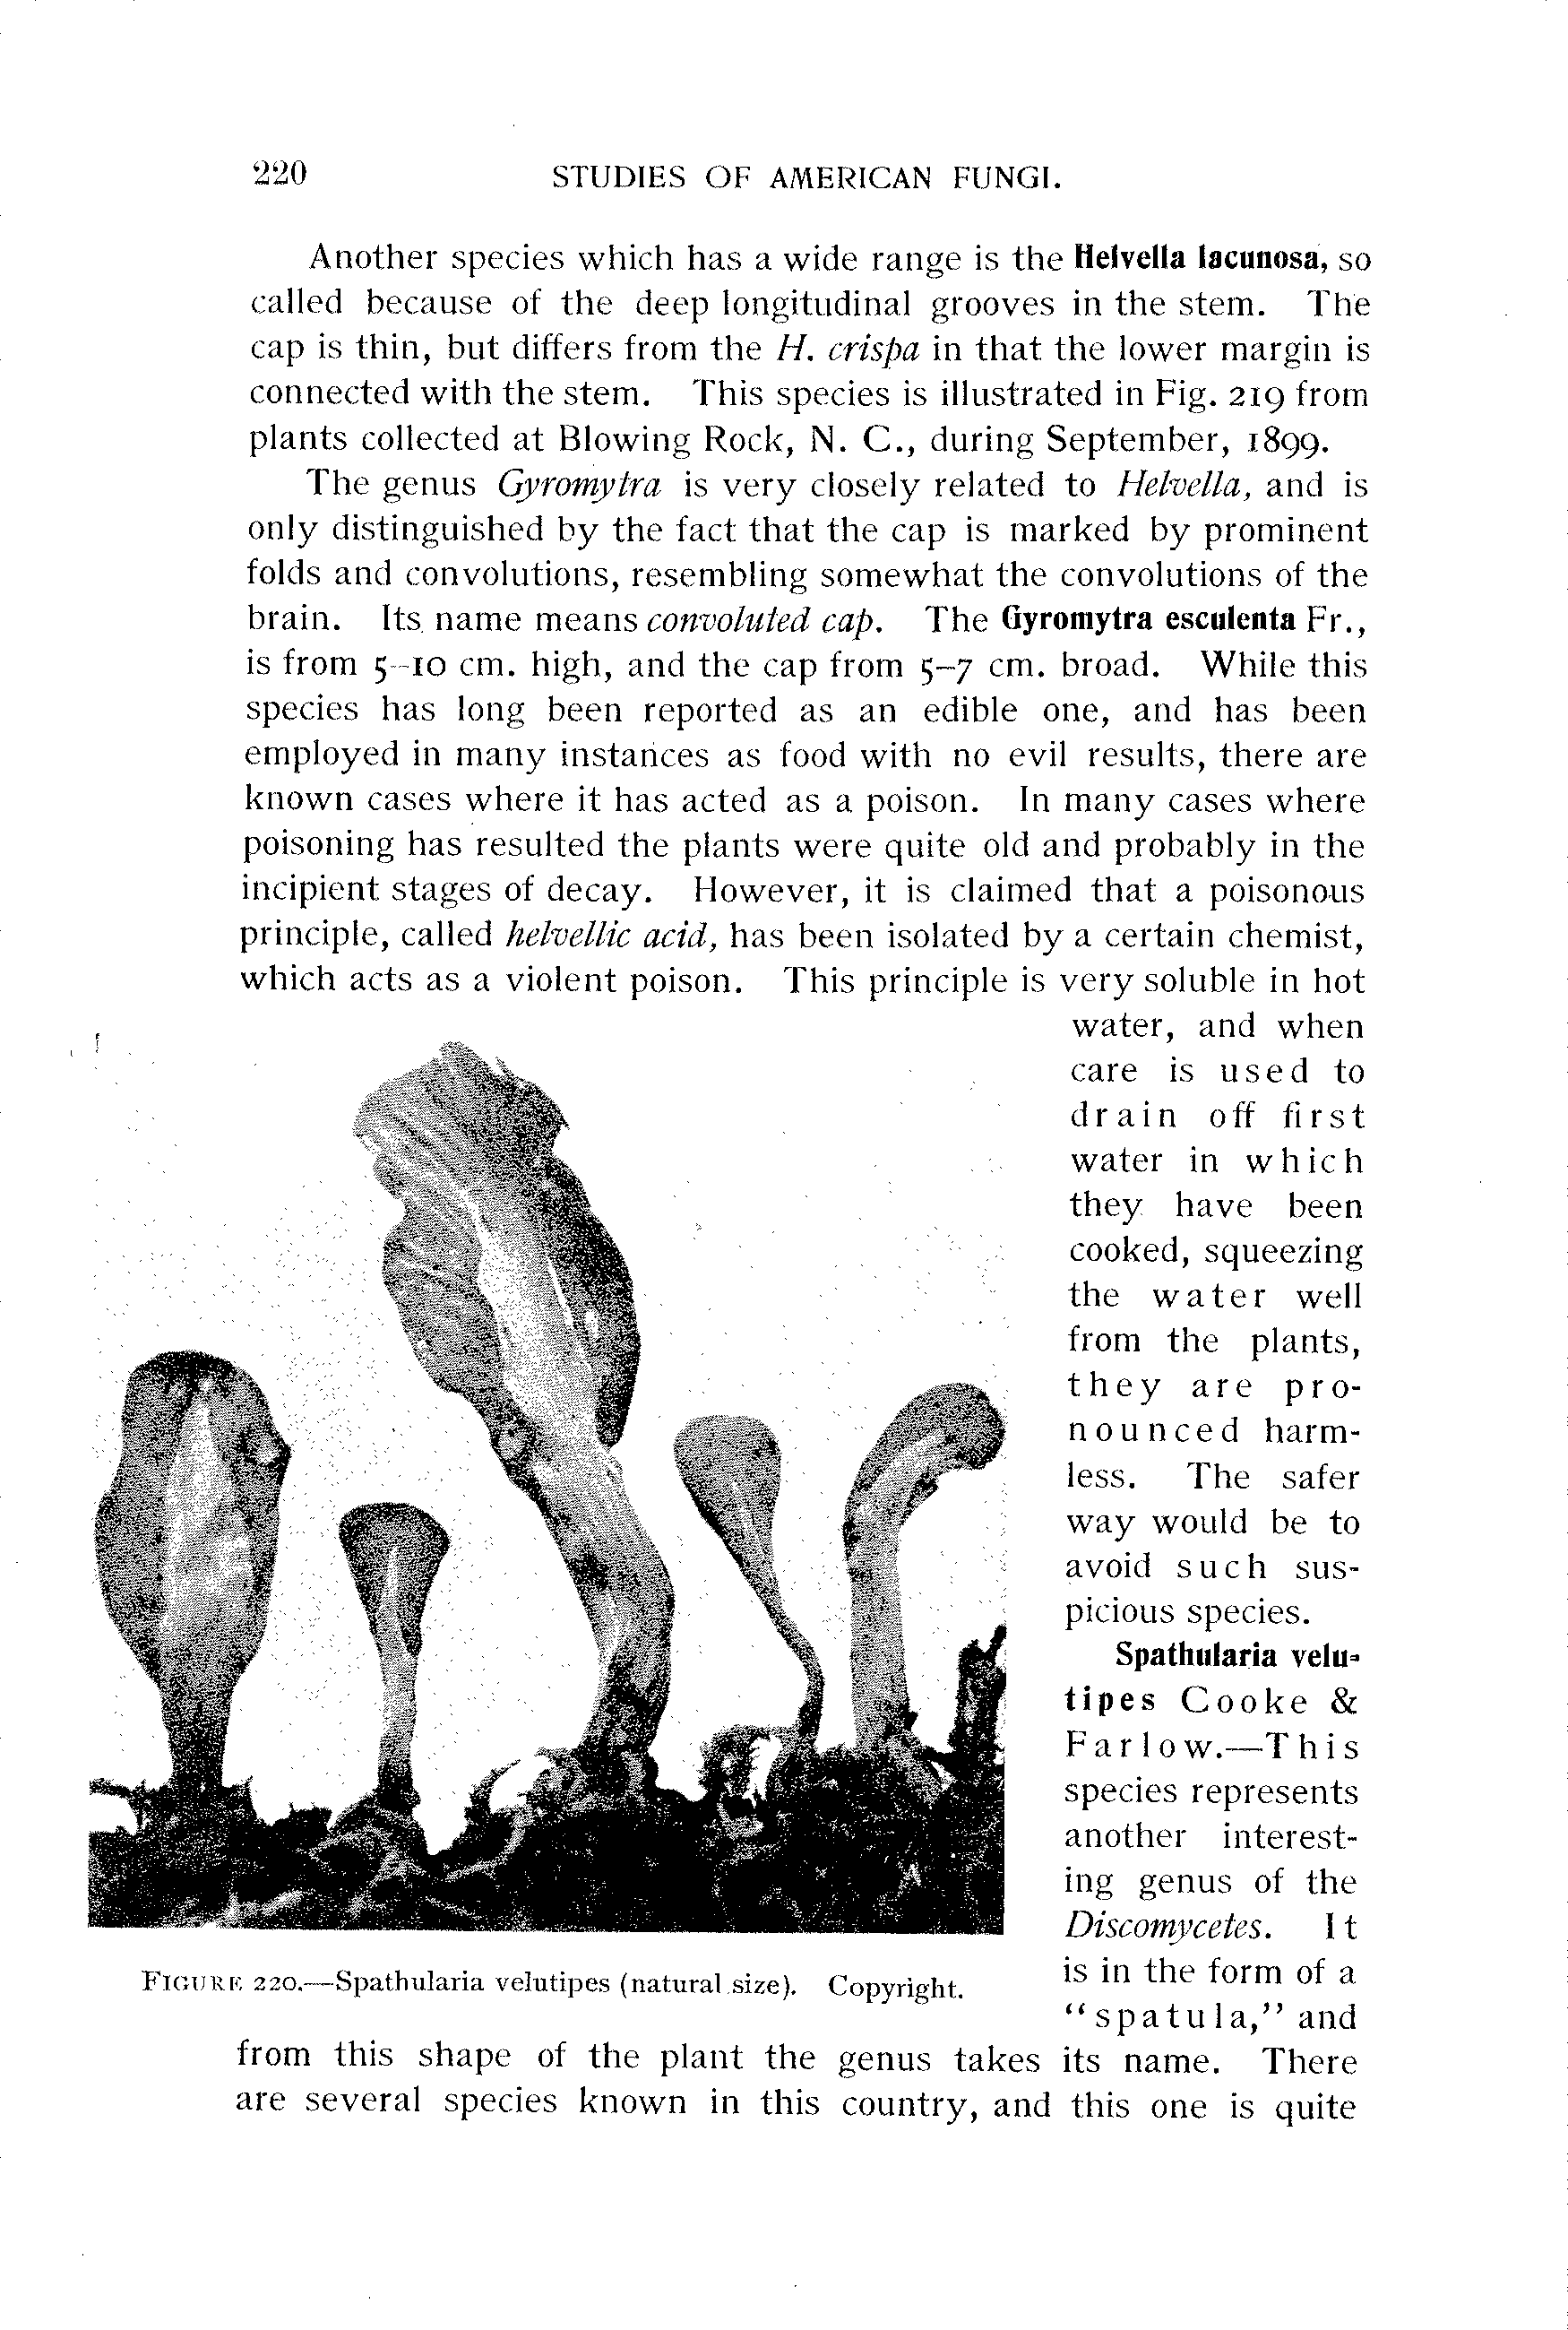 220 STUDIES OF AMERICAN FUNGI.
Another species which has a wide range is the Helvella lacunosa, so
called because of the deep longitudinal grooves in the stem. The
cap is thin, but differs from the H. crispa in that the lower margin is
connected with the stem. This species is illustrated in Fig. 219 from
plants collected at Blowing Rock, N. C., during September, 1899.
The genus Gyromytra is very closely related to Helvella, and is
only distinguished by the fact that the cap is marked by prominent
folds and convolutions, resembling somewhat the convolutions of the
brain. Its name means convoluted cap. The Gyromytra esculenta Fr.,
is from 5-10 cm. high, and the cap from 5–7 cm. broad. While this
species has long been reported as an edible one, and has been
employed in many instances as food with no evil results, there are
known cases where it has acted as a poison. In many cases where
poisoning has resulted the plants were quite old and probably in the
incipient stages of decay. However, it is claimed that a poisonous
principle, called helvellic acid, has been isolated by a certain chemist,
which acts as a violent poison. This principle is very soluble in hot
water, and when
care is used to
drain off first
water in which
they have been
cooked, squeezing
the water well
from the plants,
they are pro-
nounced harm-
less. The safer
way would be to
avoid such sus-
picious species.
Spathularia velu-
tipes Cooke &
Farlow.—This
species represents
another interest-
ing genus of the
Discomycetes. It
is in the form of a
"spatula," and
FIGURE 220.—Spathularia velutipes (natural size). Copyright.
from this shape of the plant the genus takes its name. There
are several species known in this country, and this one is quite